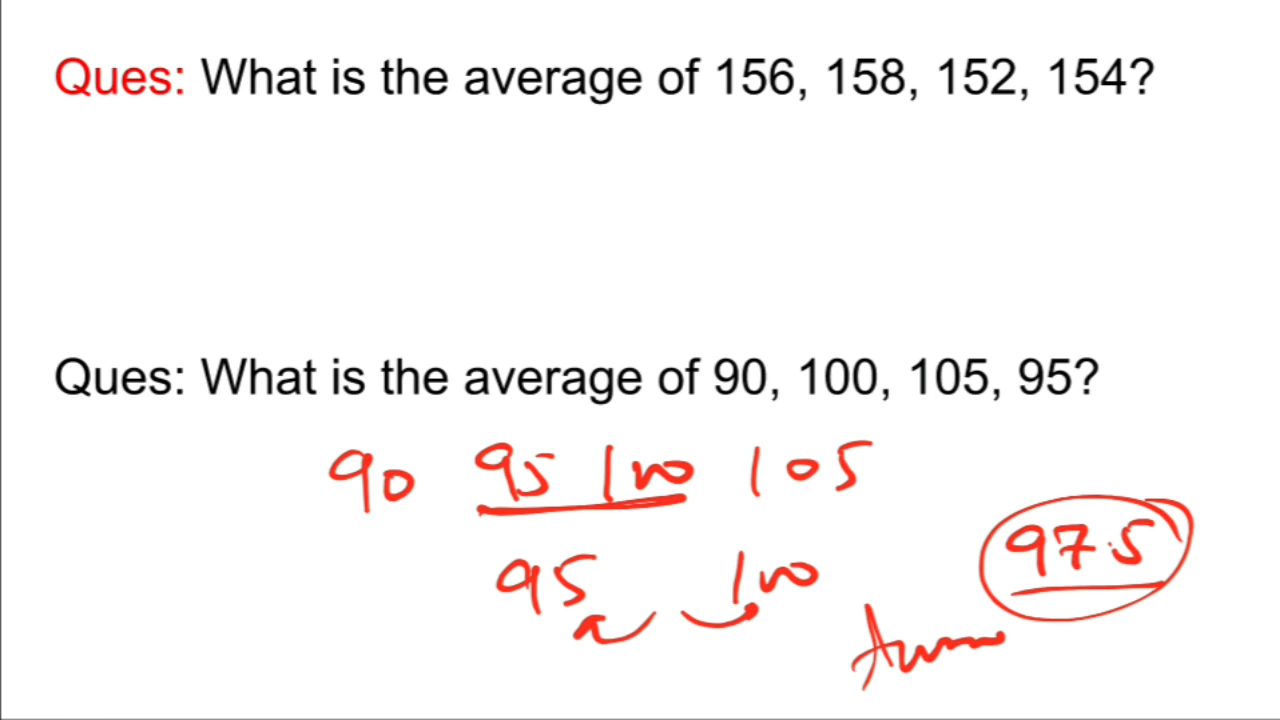 Ques: What is the average of 156, 158, 152, 154?
Ques: What is the average of 90, 100, 105, 95?
90 95 100 105
95 100
97.5